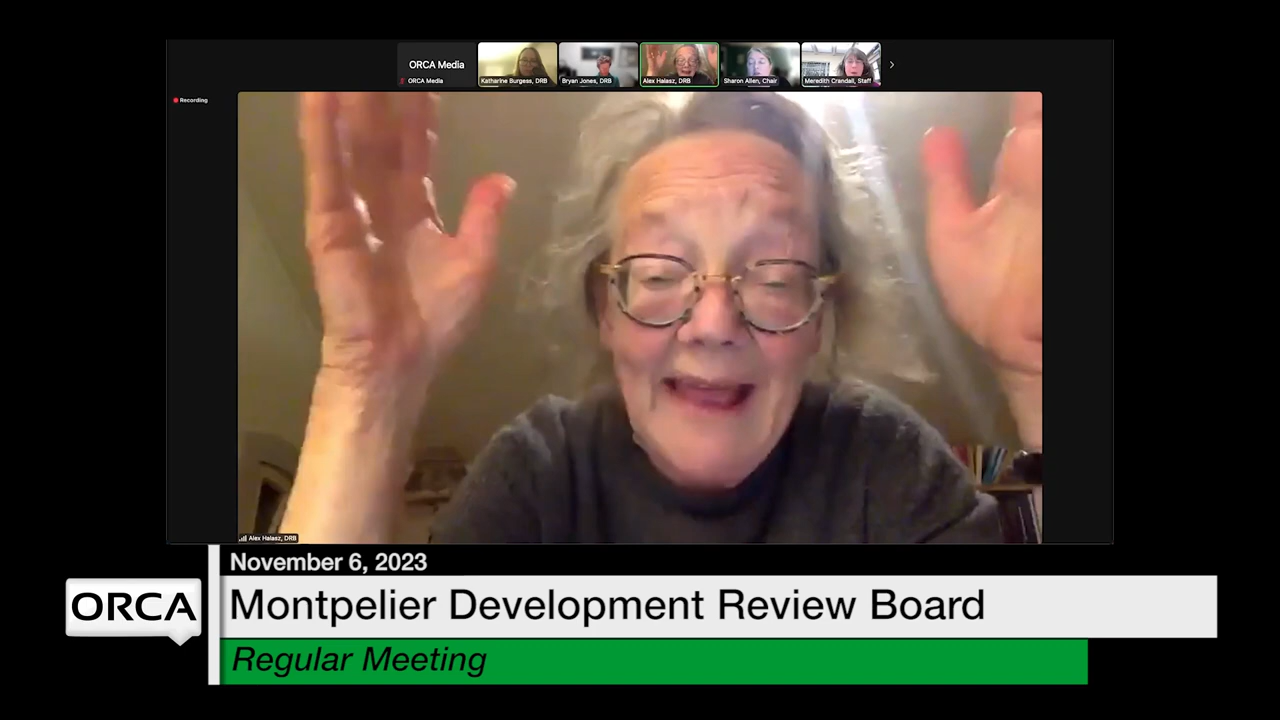 ORCA Media
ORCA Media
Katharine Burgess, DRB
Bryan Jones, DRB
Alex Halasz, DRB
Sharon Allen, Chair
Meredith Crandall, Staff
Recording
Alex Halasz, DRB
November 6, 2023
ORCA
Montpelier Development Review Board
Regular Meeting